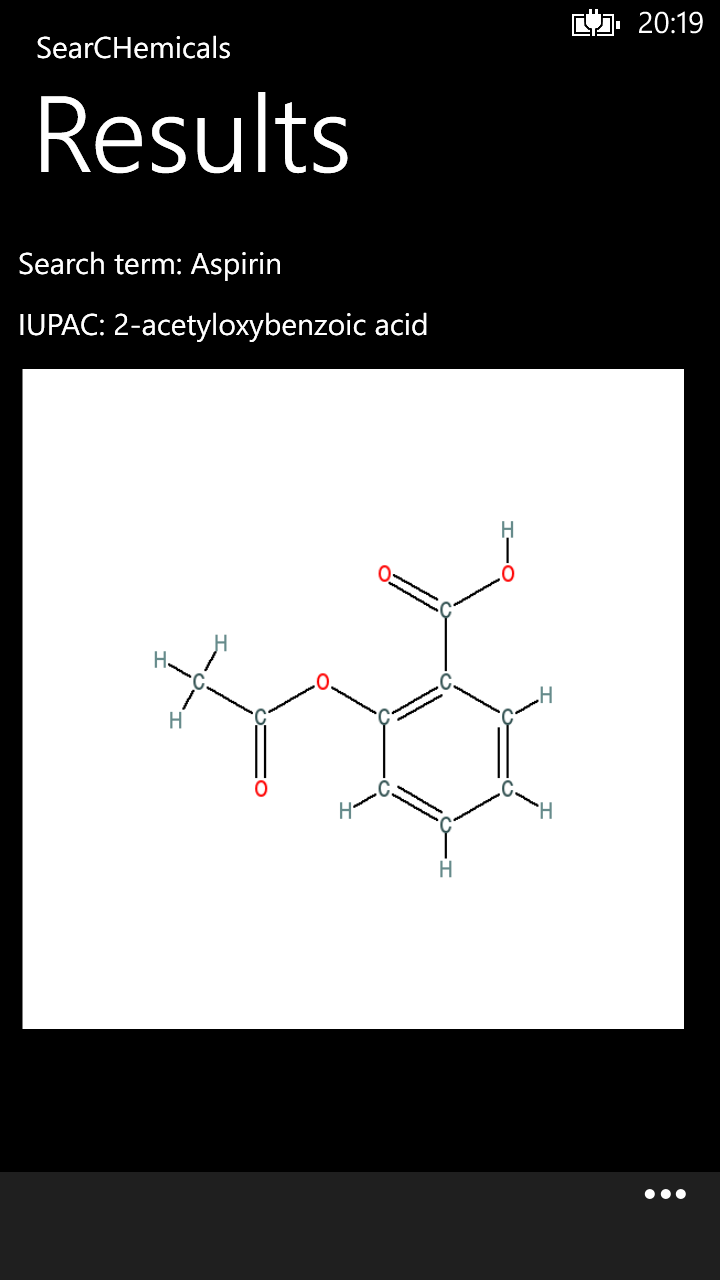 20:19
SearCHemicals
Results
Search term: Aspirin
IUPAC: 2-acetyloxybenzoic acid
H
O O
C
H H
H C O C H
H C C C
O C C
H C H
H